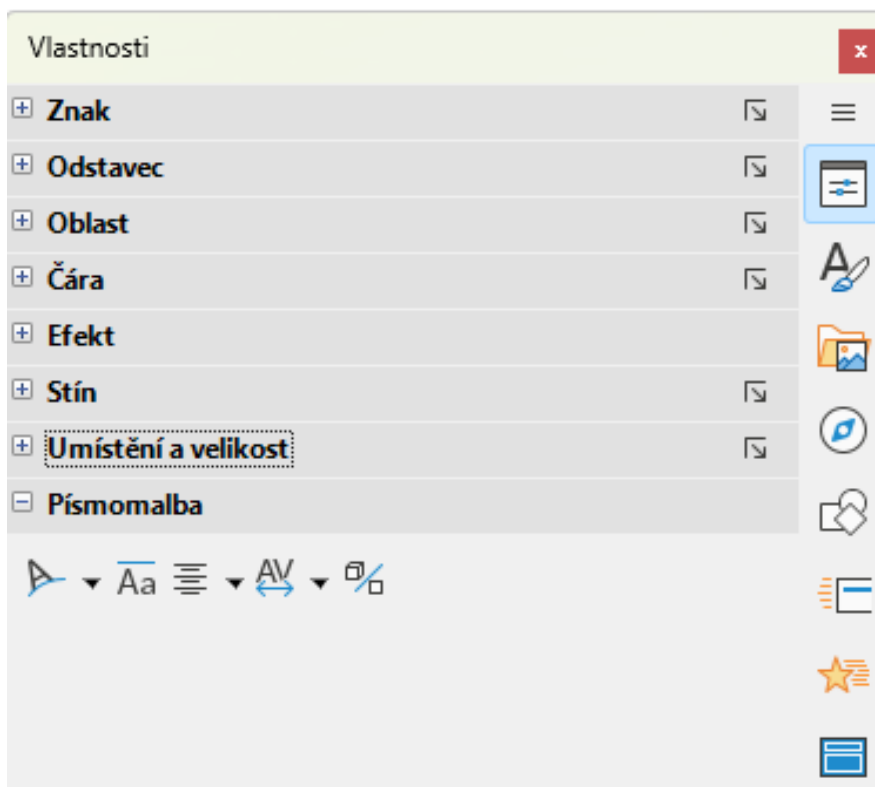 Vlastnosti
Znak
Odstavec
Oblast
Čára
Efekt
Stín
Umístění a velikost
Písmomalba